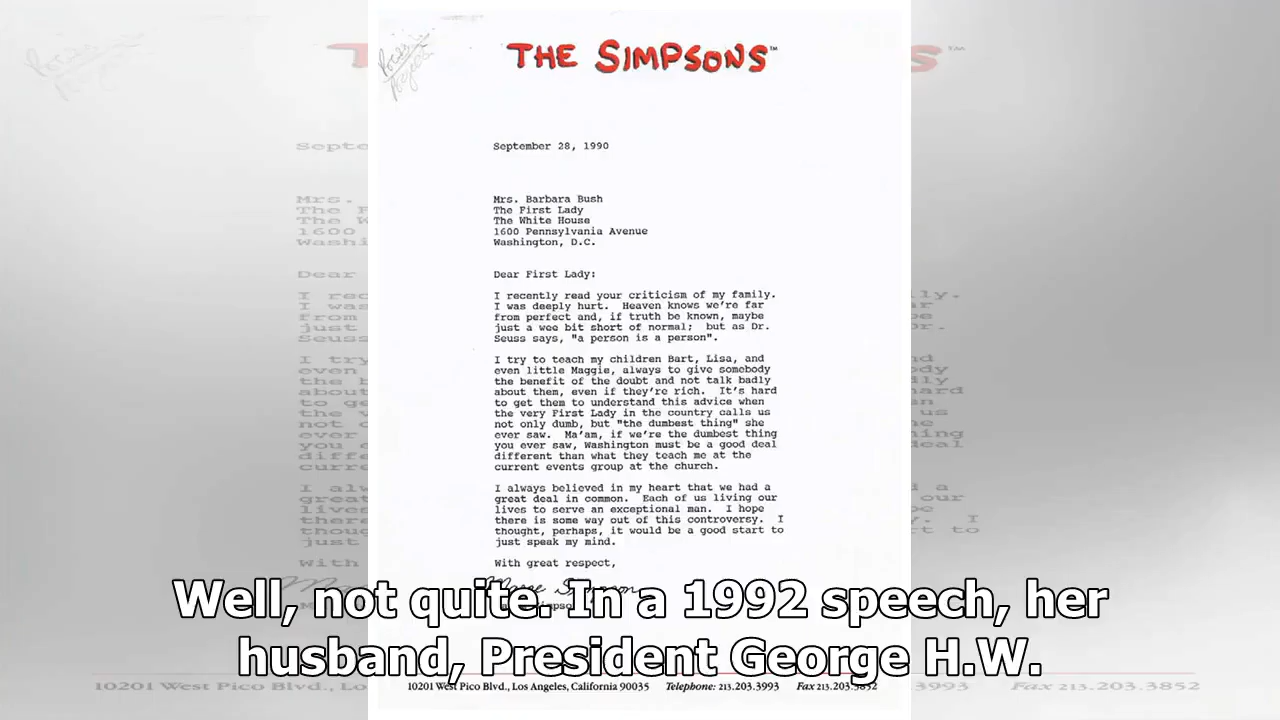 THE SIMPSONS™
September 28, 1990
Mrs. Barbara Bush
The First Lady
The White House
1600 Pennsylvania Avenue
Washington, D.C.
Dear First Lady:
I recently read your criticism of my family.
I was deeply hurt. Heaven knows we're far
from perfect and, if truth be known, maybe
just a wee bit short of normal; but as Dr.
Seuss says, "a person is a person".
I try to teach my children Bart, Lisa, and
even little Maggie, always to give somebody
the benefit of the doubt and not talk badly
about them, even if they're rich. It's hard
to get them to understand this advice when
the very First Lady in the country calls us
not only dumb, but "the dumbest thing" she
ever saw. Ma'am, if we're the dumbest thing
you ever saw, Washington must be a good deal
different than what they teach me at the
current events group at the church.
I always believed in my heart that we had a
great deal in common. Each of us living our
lives to serve an exceptional man. I hope
there is some way out of this controversy. I
thought, perhaps, it would be a good start to
just speak my mind.
With great respect,
Marge Simpson
Well, not quite. In a 1992 speech, her
husband, President George H.W.
10201 West Pico Blvd., Los Angeles, California 90035 Telephone: 213.203.3993 Fax 213.203.3852